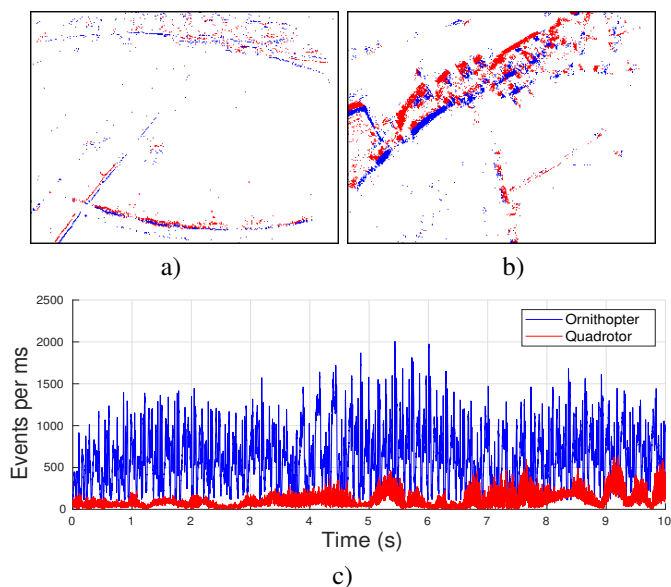 a)
b)
Events per ms
2500
2000
1500
1000
500
0
Ornithopter
Quadrotor
0 1 2 3 4 5 6 7 8 9 10
Time (s)
c)